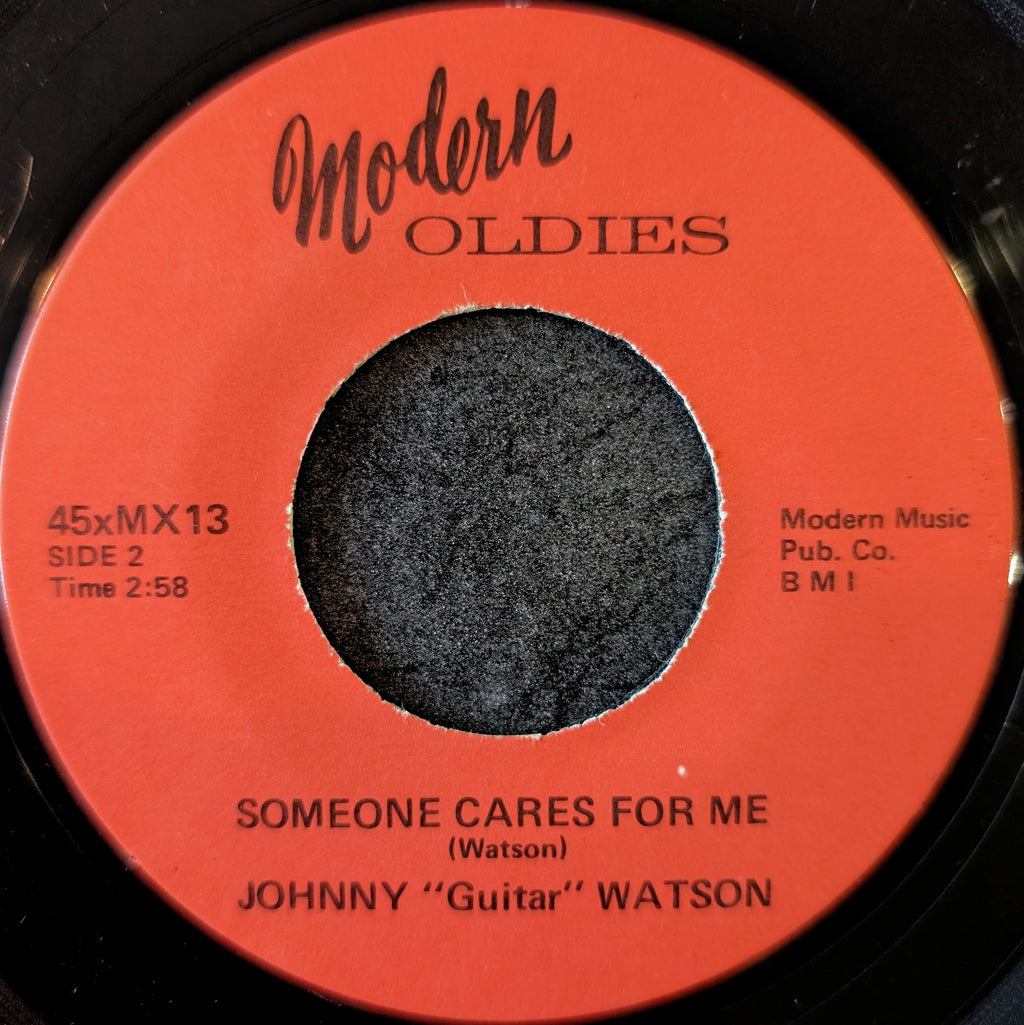 Modern
OLDIES
45xMX13
SIDE 2
Time 2:58
Modern Music
Pub. Co.
B M I
SOMEONE CARES FOR ME
(Watson)
JOHNNY "Guitar" WATSON